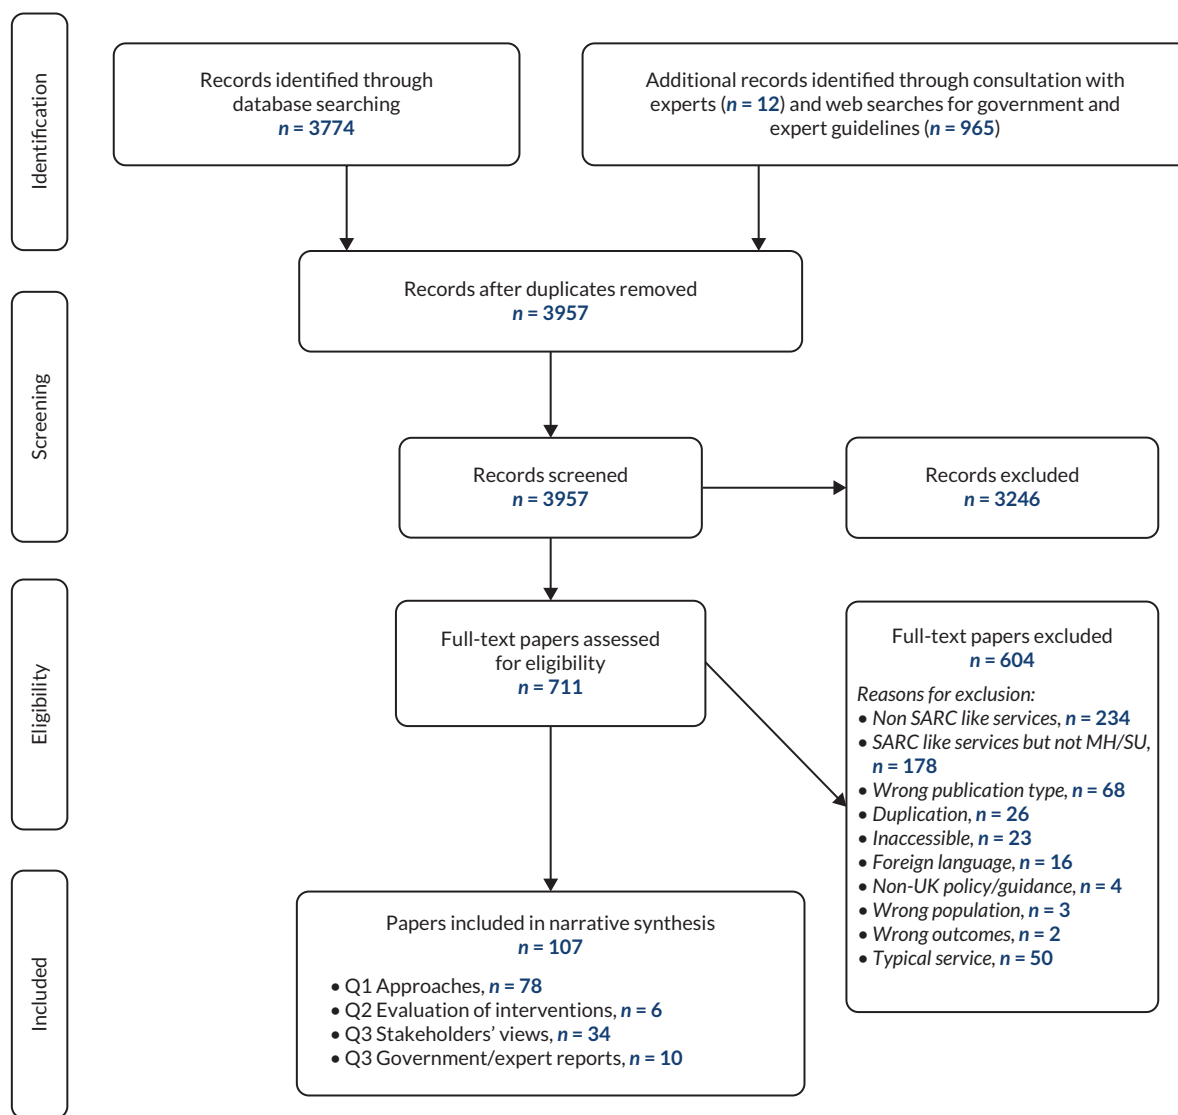 Identification
Records identified through
database searching
n = 3774
Additional records identified through consultation with
experts (n = 12) and web searches for government and
expert guidelines (n = 965)
Records after duplicates removed
n = 3957
Screening
Records screened
n = 3957
Records excluded
n = 3246
Eligibility
Full-text papers assessed
for eligibility
n = 711
Full-text papers excluded
n = 604
Reasons for exclusion:
• Non SARC like services, n = 234
• SARC like services but not MH/SU,
n = 178
• Wrong publication type, n = 68
• Duplication, n = 26
• Inaccessible, n = 23
• Foreign language, n = 16
• Non-UK policy/guidance, n = 4
• Wrong population, n = 3
• Wrong outcomes, n = 2
• Typical service, n = 50
Included
Papers included in narrative synthesis
n = 107
• Q1 Approaches, n = 78
• Q2 Evaluation of interventions, n = 6
• Q3 Stakeholders’ views, n = 34
• Q3 Government/expert reports, n = 10